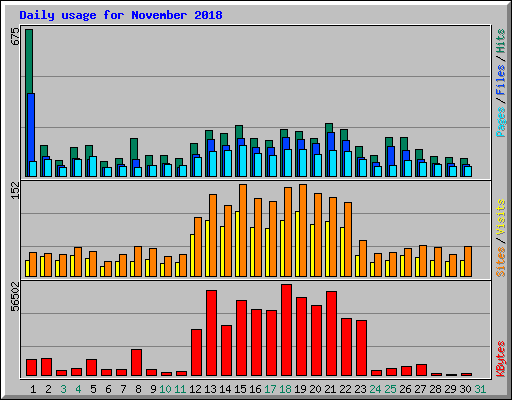 Daily usage for November 2018
675
Pages / Files / Hits
162
Sites / Visits
56502
KBytes
1 2 3 4 5 6 7 8 9 10 11 12 13 14 15 16 17 18 19 20 21 22 23 24 25 26 27 28 29 30 31